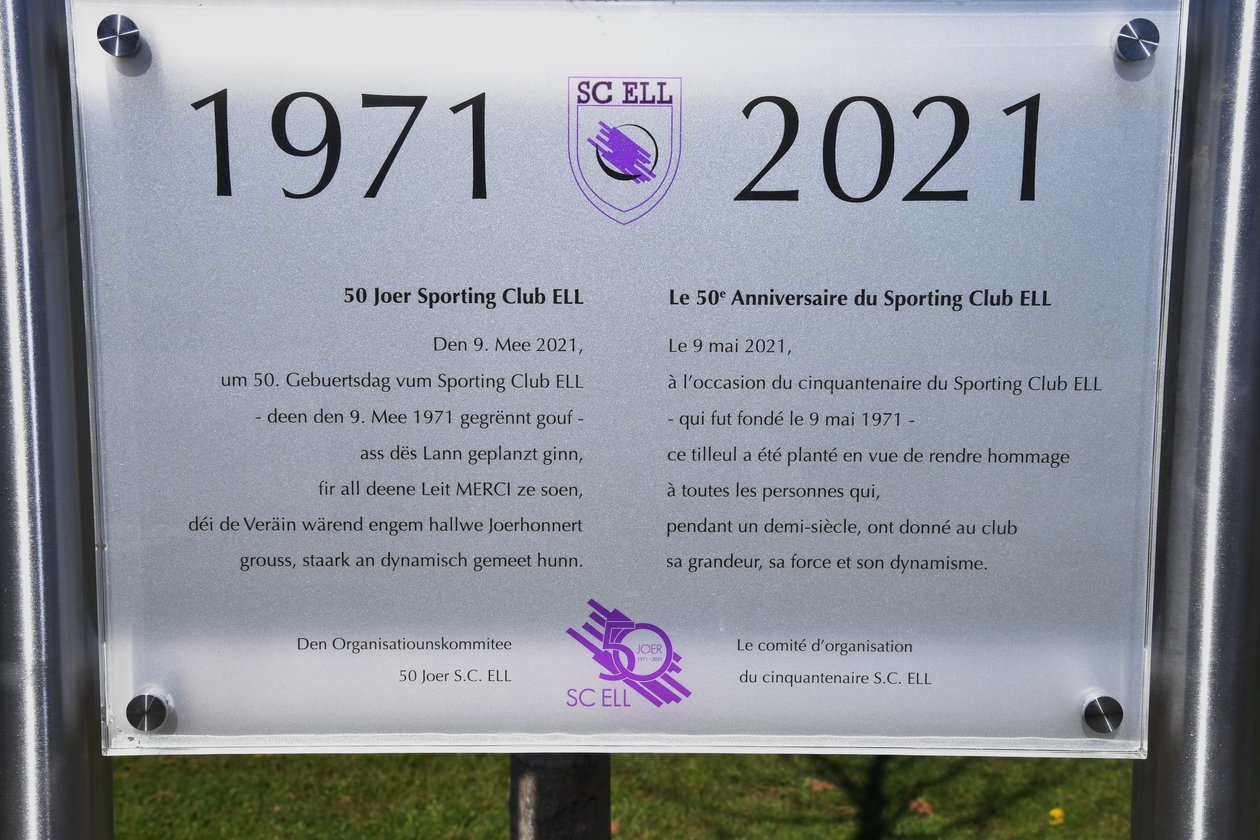 1971
SC ELL
2021
50 Joer Sporting Club ELL
Den 9. Mee 2021,
um 50. Gebuertsdag vum Sporting Club ELL
- deen den 9. Mee 1971 gegrënnt gouf -
ass dës Lann geplanzt ginn,
fir all deene Leit MERCI ze soen,
déi de Veräin wärend engem hallwe Joerhonnert
grouss, staark an dynamisch gemeet hunn.
Den Organisatiounskommitee
50 Joer S.C. ELL
Le 50e Anniversaire du Sporting Club ELL
Le 9 mai 2021,
à l'occasion du cinquantenaire du Sporting Club ELL
- qui fut fondé le 9 mai 1971 -
ce tilleul a été planté en vue de rendre hommage
à toutes les personnes qui,
pendant un demi-siècle, ont donné au club
sa grandeur, sa force et son dynamisme.
Le comité d'organisation
du cinquantenaire S.C. ELL
50
JOER
1971 - 2021
SC ELL